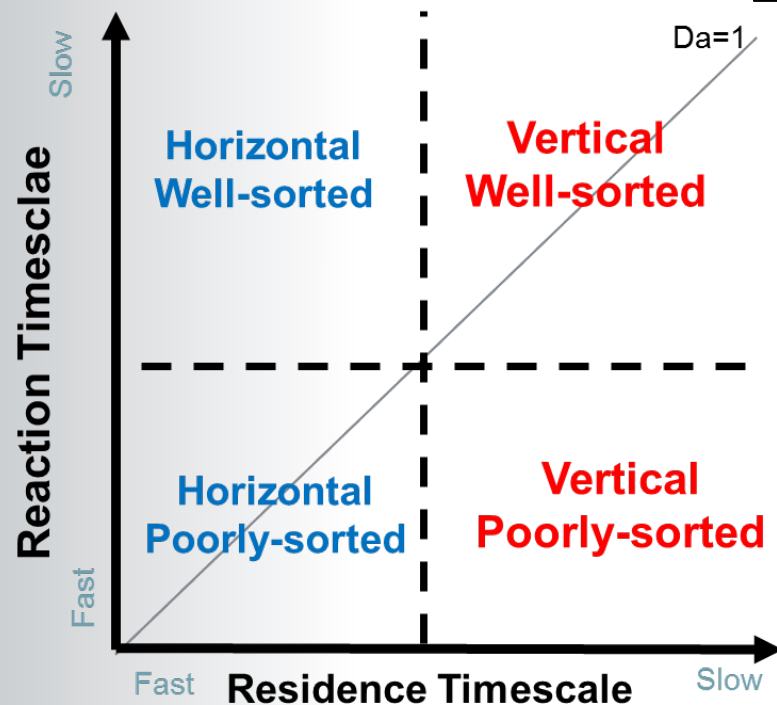 Da=1
Slow
Horizontal
Well-sorted
Vertical
Well-sorted
Reaction Timesclae
Horizontal
Poorly-sorted
Vertical
Poorly-sorted
Fast
Fast
Residence Timescale
Slow